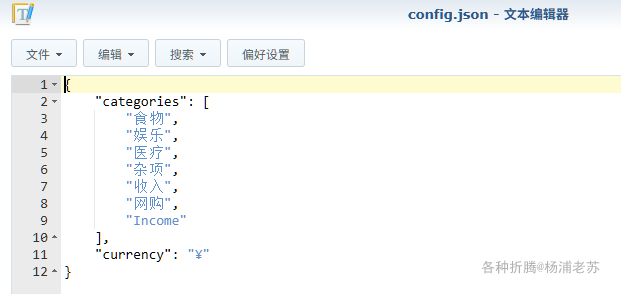 config.json - 文本编辑器
文件 编辑 搜索 偏好设置
1 {
2 "categories": [
3 "食物",
4 "娱乐",
5 "医疗",
6 "杂项",
7 "收入",
8 "网购",
9 "Income"
10 ],
11 "currency": "¥"
12 }
各种折腾@杨浦老苏